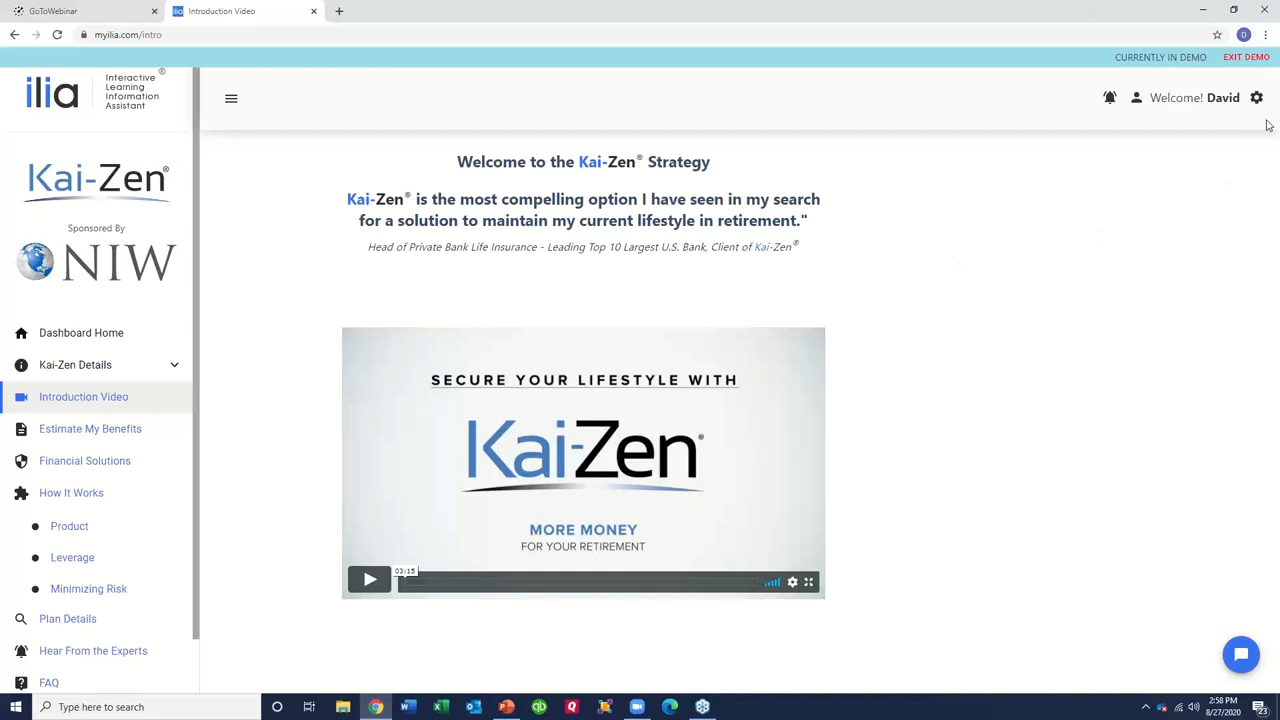 GoToWebinar
Introduction Video
myilia.com/intro
CURRENTLY IN DEMO
EXIT DEMO
ilia
®
Interactive
Learning
Information
Assistant
Welcome! David
Kai-Zen®
Sponsored By
NIW
Dashboard Home
Kai-Zen Details
Introduction Video
Estimate My Benefits
Financial Solutions
How It Works
Product
Leverage
Minimizing Risk
Plan Details
Hear From the Experts
FAQ
Welcome to the Kai-Zen® Strategy
Kai-Zen® is the most compelling option I have seen in my search
for a solution to maintain my current lifestyle in retirement."
Head of Private Bank Life Insurance - Leading Top 10 Largest U.S. Bank, Client of Kai-Zen®
SECURE YOUR LIFESTYLE WITH
Kai-Zen®
MORE MONEY
FOR YOUR RETIREMENT
03:15
Type here to search
2:58 PM
8/27/2020
23